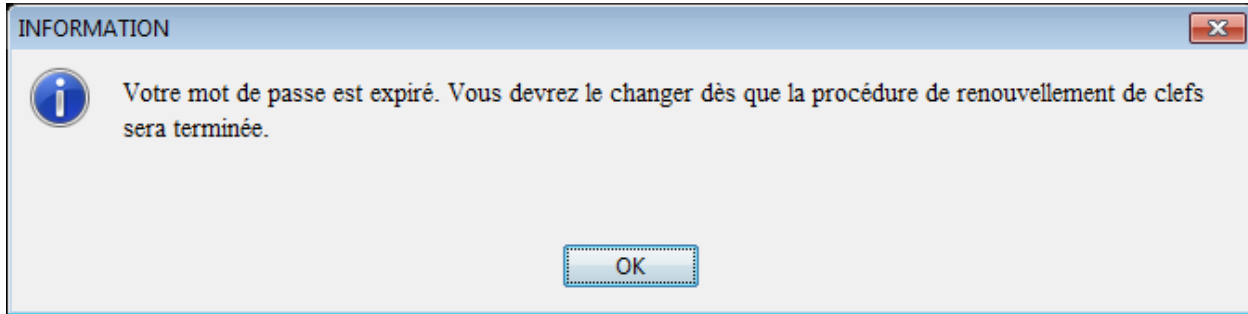 INFORMATION
Votre mot de passe est expiré. Vous devrez le changer dès que la procédure de renouvellement de clefs
sera terminée.
OK